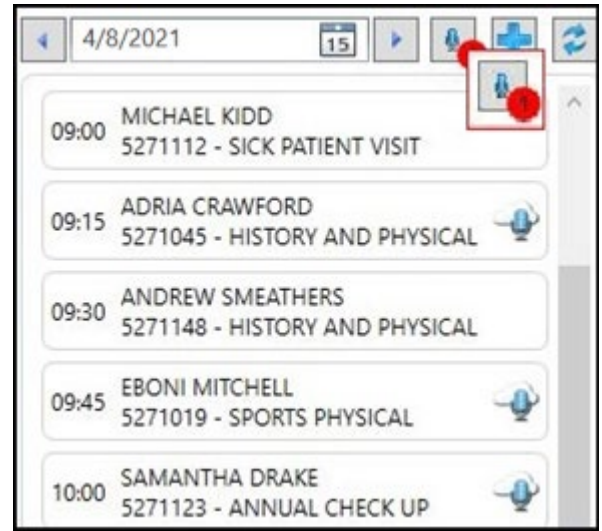 4/8/2021 15
1
09:00 MICHAEL KIDD
5271112 - SICK PATIENT VISIT
09:15 ADRIA CRAWFORD
5271045 - HISTORY AND PHYSICAL
09:30 ANDREW SMEATHERS
5271148 - HISTORY AND PHYSICAL
09:45 EBONI MITCHELL
5271019 - SPORTS PHYSICAL
10:00 SAMANTHA DRAKE
5271123 - ANNUAL CHECK UP